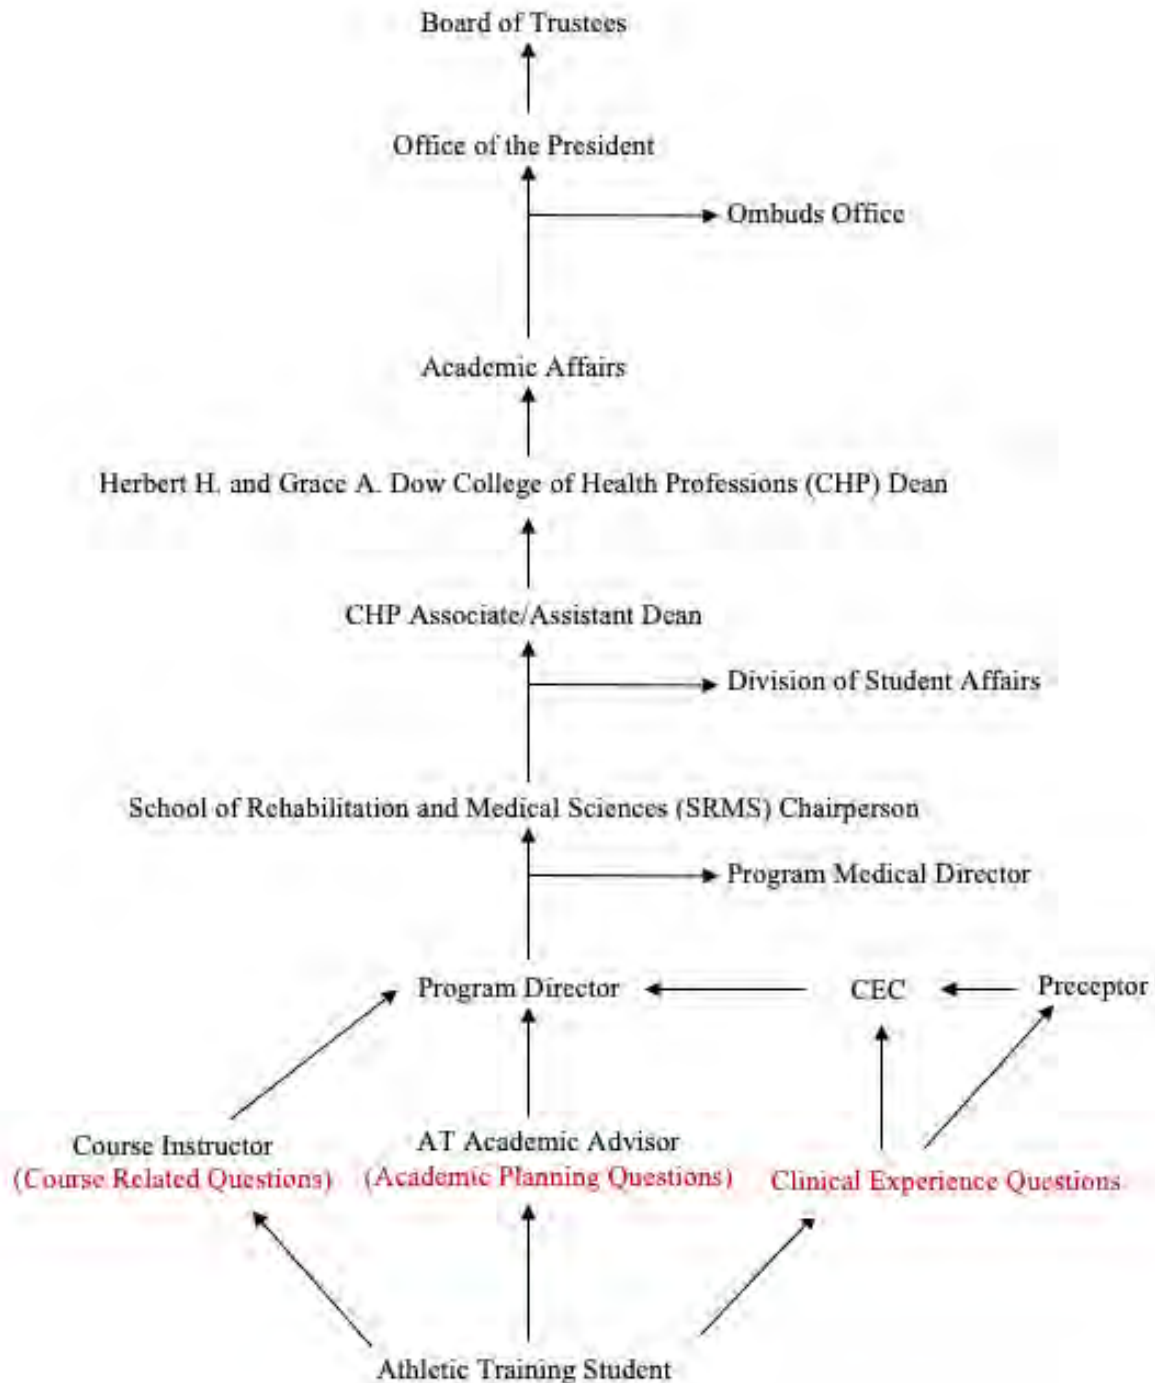 Board of Trustees
Office of the President
Ombuds Office
Academic Affairs
Herbert H. and Grace A. Dow College of Health Professions (CHP) Dean
CHP Associate/Assistant Dean
Division of Student Affairs
School of Rehabilitation and Medical Sciences (SRMS) Chairperson
Program Medical Director
Program Director
CEC
Preceptor
Course Instructor
(Course Related Questions)
AT Academic Advisor
(Academic Planning Questions)
Clinical Experience Questions
Athletic Training Student